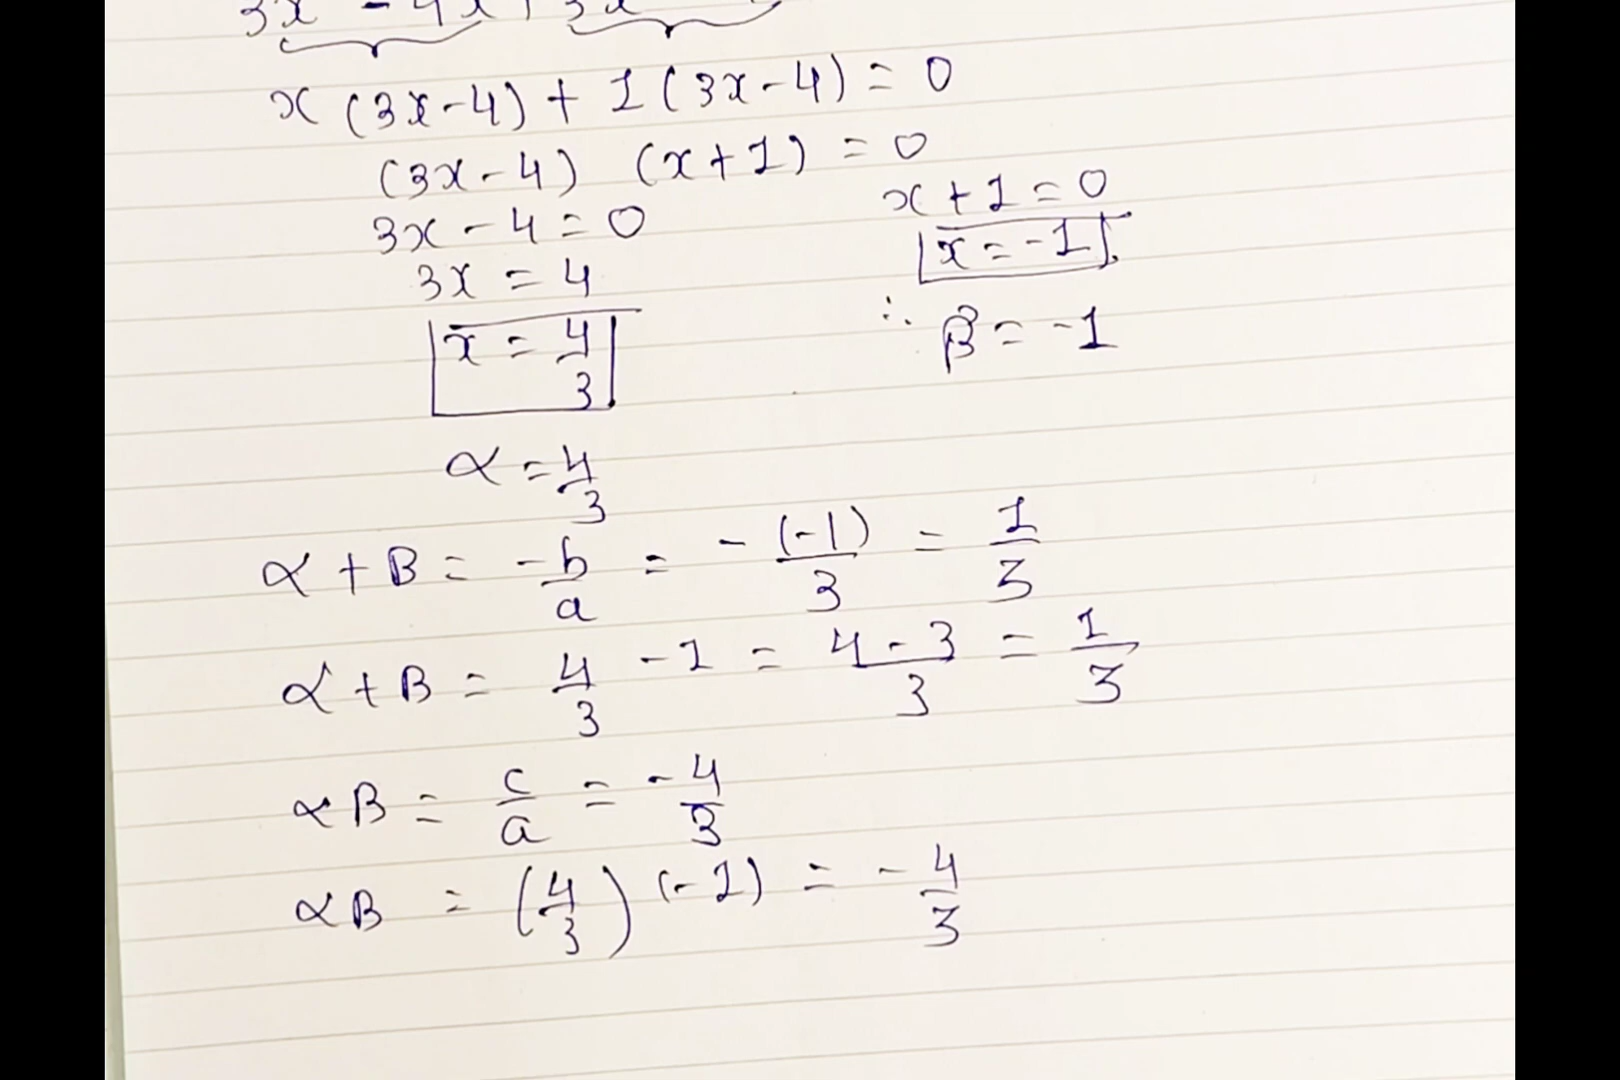 x (3x-4) + 1 (3x-4) = 0
(3x-4) (x+1) = 0
3x - 4 = 0
3x = 4
x = 4/3
α = 4/3
x + 1 = 0
x = -1
∴ β = -1
α + B = -b/a = -(-1)/3 = 1/3
α + B = 4/3 - 1 = 4-3/3 = 1/3
αB = c/a = -4/3
αB = (4/3) (-1) = -4/3